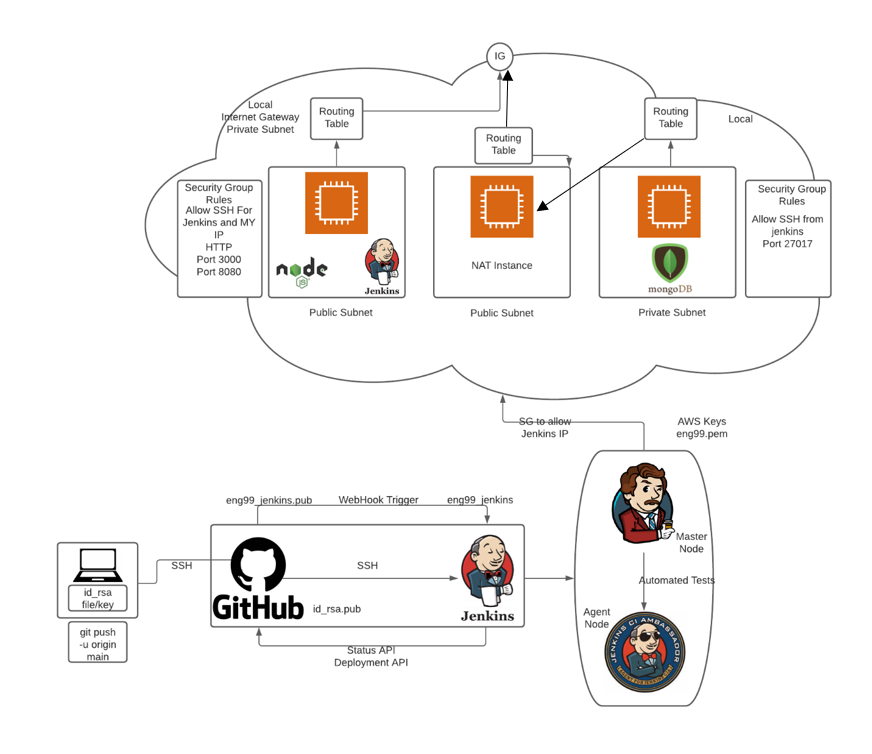 IG
Local
Internet Gateway
Private Subnet
Routing
Table
Routing
Table
Routing
Table
Local
Security Group
Rules
Allow SSH For
Jenkins and MY
IP
HTTP
Port 3000
Port 8080
node
JS
Jenkins
NAT Instance
mongoDB
Security Group
Rules
Allow SSH from
jenkins
Port 27017
Public Subnet
Public Subnet
Private Subnet
SG to allow
Jenkins IP
AWS Keys
eng99.pem
eng99_jenkins.pub
WebHook Trigger
eng99_jenkins
Master
Node
SSH
SSH
id_rsa
file/key
GitHub
id_rsa.pub
Jenkins
Automated Tests
Agent
Node
JENKINS CI AMBASSADOR
git push
-u origin
main
Status API
Deployment API